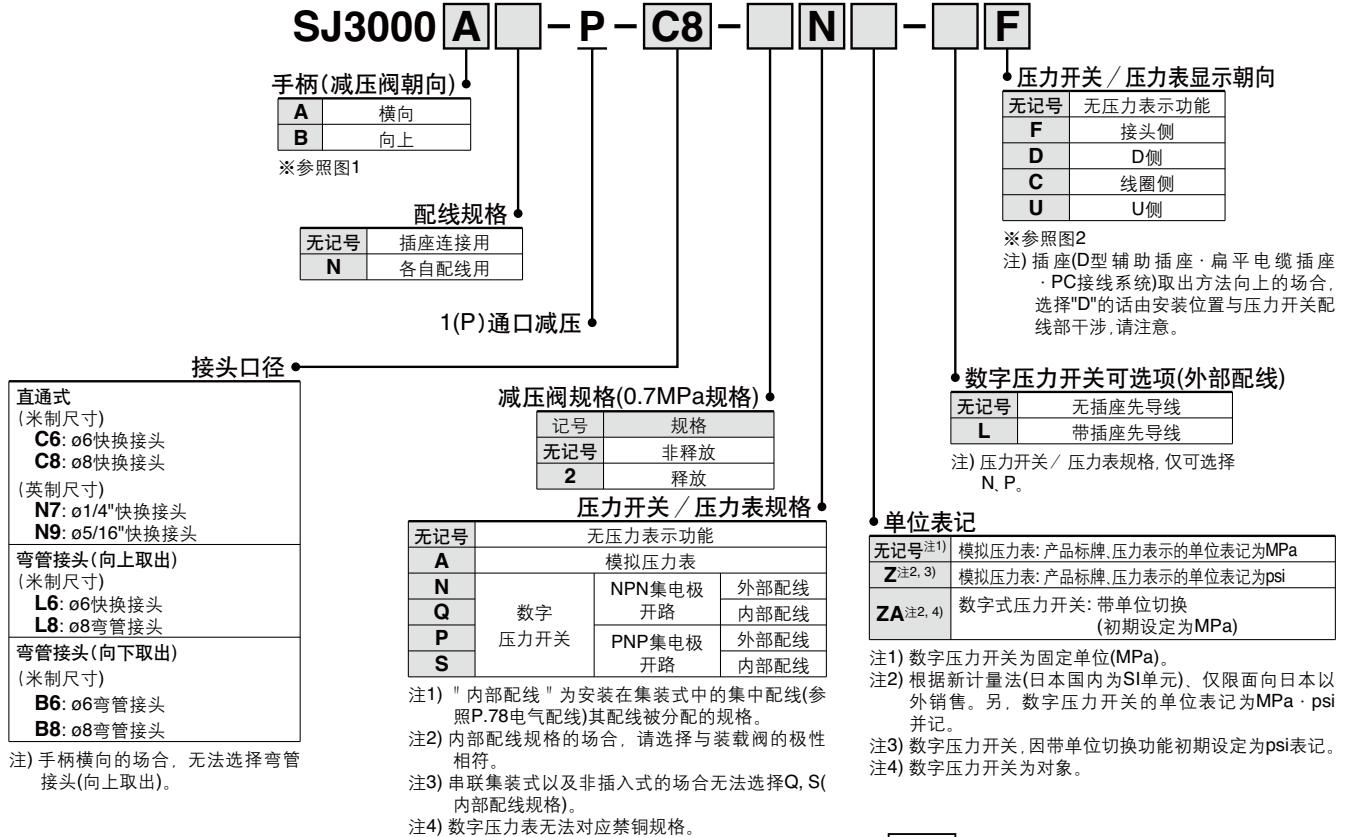 SJ3000 A - P - C8 - N - F
手柄(减压阀朝向)
A 横向
B 向上
※参照图1
配线规格
无记号 插座连接用
N 各自配线用
1(P)通口减压
接头口径
直通式
(米制尺寸)
C6: ø6快换接头
C8: ø8快换接头
(英制尺寸)
N7: ø1/4"快换接头
N9: ø5/16"快换接头
弯管接头(向上取出)
(米制尺寸)
L6: ø6快换接头
L8: ø8弯管接头
弯管接头(向下取出)
(米制尺寸)
B6: ø6弯管接头
B8: ø8弯管接头
注) 手柄横向的场合, 无法选择弯管
接头(向上取出)。
减压阀规格(0.7MPa规格)
记号 规格
无记号 非释放
2 释放
压力开关/压力表规格
无记号 无压力表示功能
A 模拟压力表
N 数字压力开关 NPN集电极开路 外部配线
Q 内部配线
P PNP集电极开路 外部配线
S 内部配线
注1) "内部配线"为安装在集装式中的集中配线(参
照P.78电气配线)其配线被分配的规格。
注2) 内部配线规格的场合, 请选择与装载阀的极性
相符。
注3) 串联集装式以及非插入式的场合无法选择Q, S(
内部配线规格)。
注4) 数字压力表无法对应禁铜规格。
压力开关/压力表显示朝向
无记号 无压力表示功能
F 接头侧
D D侧
C 线圈侧
U U侧
※参照图2
注) 插座(D型辅助插座·扁平电缆插座
·PC接线系统)取出方法向上的场合,
选择"D"的话由安装位置与压力开关配
线部干涉,请注意。
数字压力开关可选项(外部配线)
无记号 无插座先导线
L 带插座先导线
注) 压力开关/压力表规格, 仅可选择
N、P。
单位表记
无记号注1) 模拟压力表: 产品标牌、压力表示的单位表记为MPa
Z注2, 3) 模拟压力表: 产品标牌、压力表示的单位表记为psi
ZA注2, 4) 数字式压力开关: 带单位切换
(初期设定为MPa)
注1) 数字压力开关为固定单位(MPa)。
注2) 根据新计量法(日本国内为SI单元)、仅限面向日本以
外销售。另, 数字压力开关的单位表记为MPa·psi
并记。
注3) 数字压力开关,因带单位切换功能初期设定为psi表记。
注4) 数字压力开关为对象。